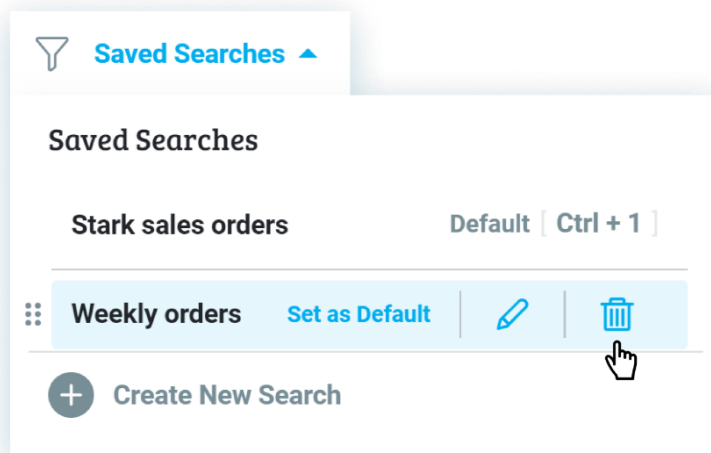 Saved Searches
Saved Searches
Stark sales orders Default [ Ctrl + 1 ]
Weekly orders Set as Default
Create New Search